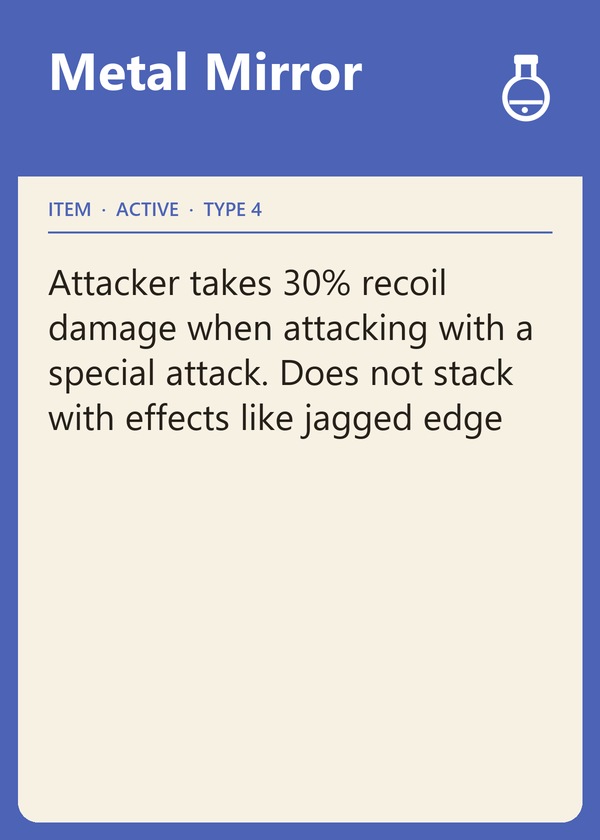 Metal Mirror
ITEM · ACTIVE · TYPE 4
Attacker takes 30% recoil
damage when attacking with a
special attack. Does not stack
with effects like jagged edge